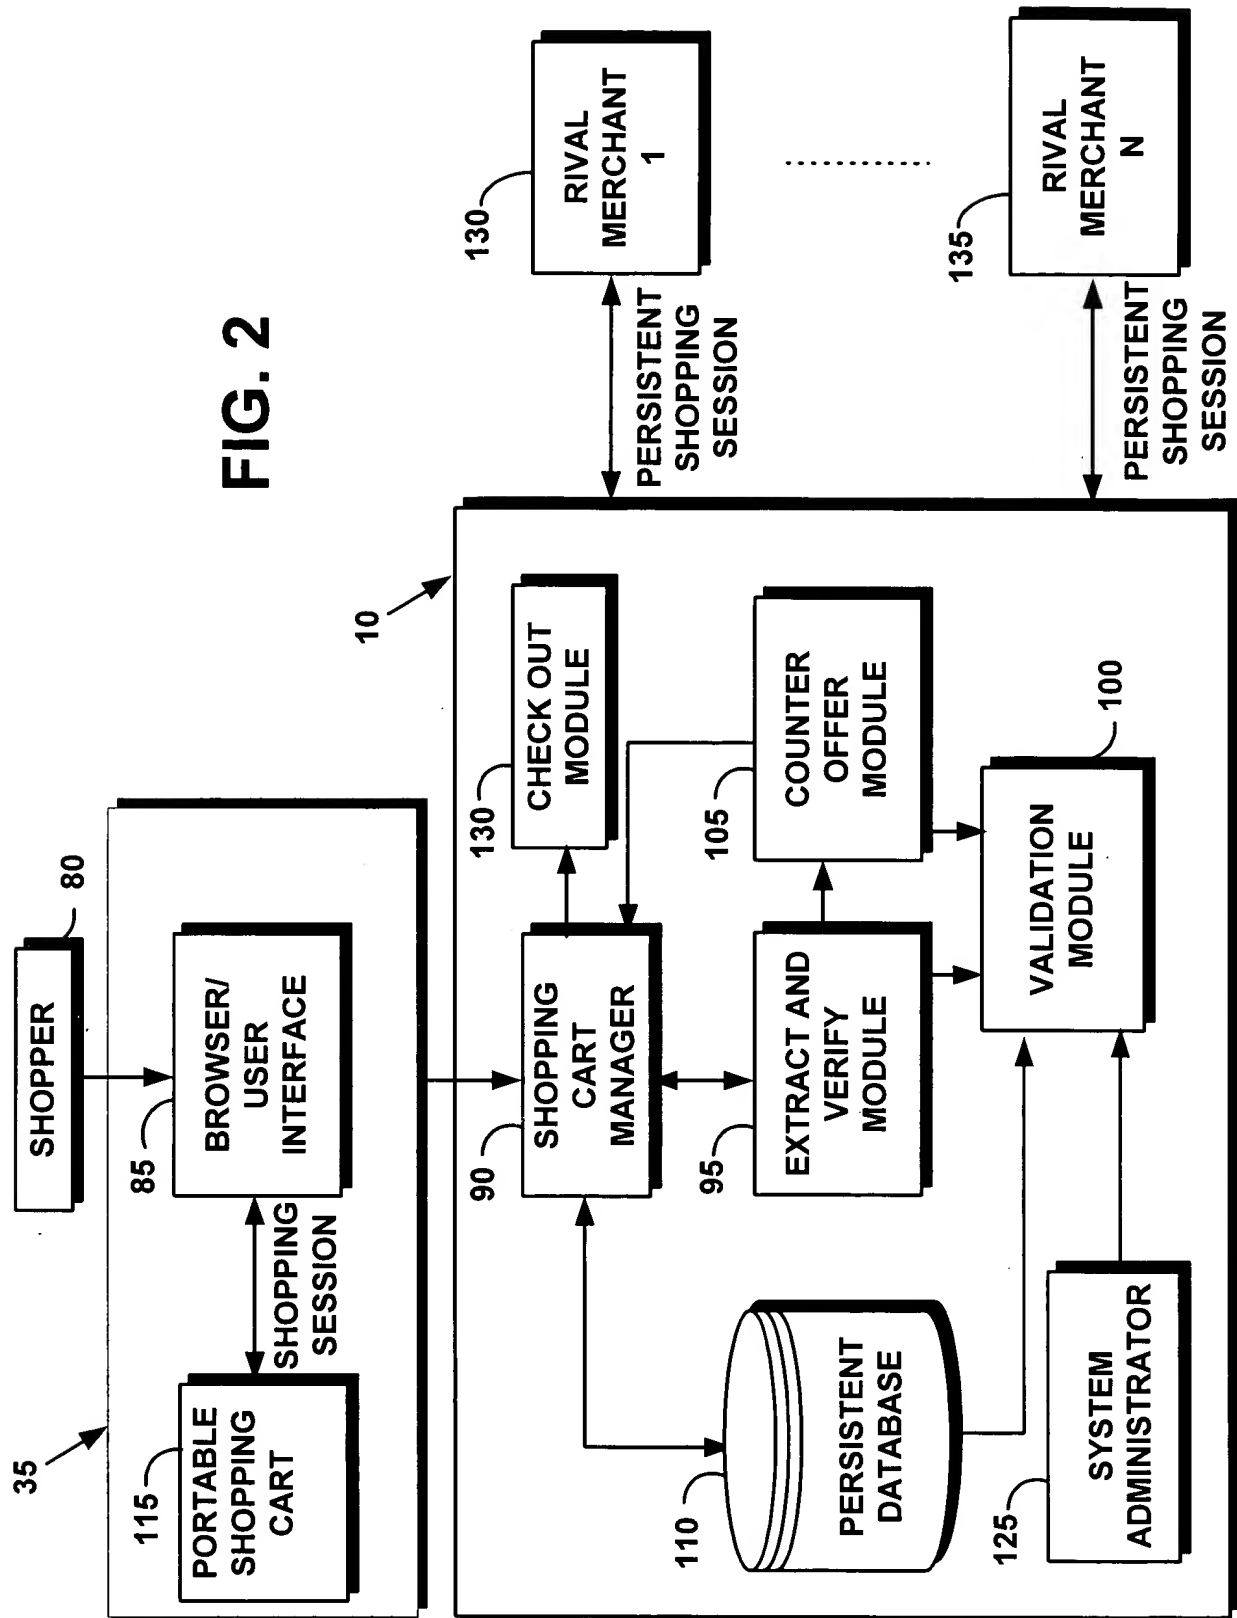 FIG. 2
35
SHOPPER
80
115
PORTABLE
SHOPPING
CART
SHOPPING
SESSION
85
BROWSER/
USER
INTERFACE
10
90
SHOPPING
CART
MANAGER
130
CHECK OUT
MODULE
95
EXTRACT AND
VERIFY
MODULE
105
COUNTER
OFFER
MODULE
110
PERSISTENT
DATABASE
125
SYSTEM
ADMINISTRATOR
VALIDATION
MODULE
100
PERSISTENT
SHOPPING
SESSION
130
RIVAL
MERCHANT
1
PERSISTENT
SHOPPING
SESSION
135
RIVAL
MERCHANT
N